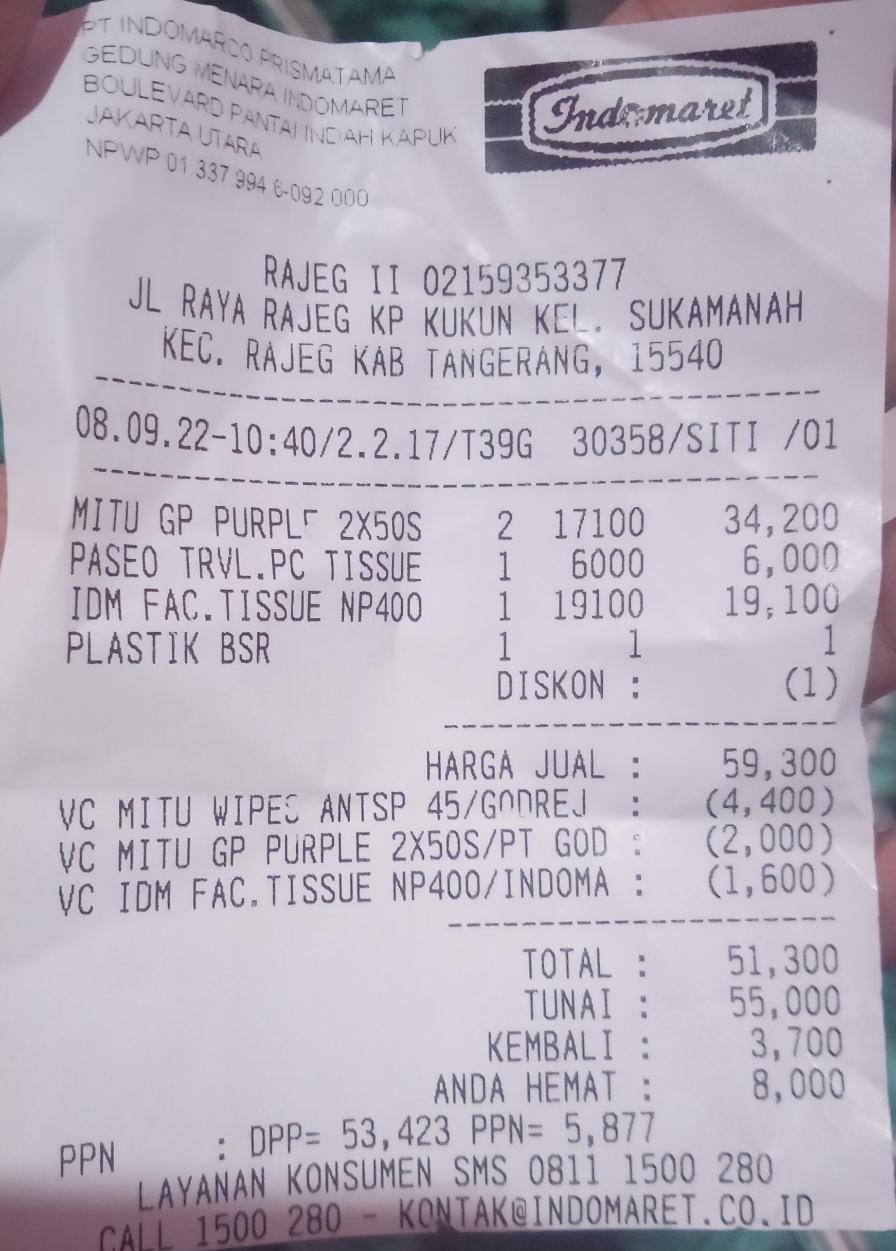 PT INDOMARCO PRISMATAMA
GEDUNG MENARA INDOMARET
BOULEVARD PANTAI INDAH KAPUK
JAKARTA UTARA
NPWP 01 337 994 6-092 000
Indomaret
RAJEG II 02159353377
JL RAYA RAJEG KP KUKUN KEL. SUKAMANAH
KEC. RAJEG KAB TANGERANG, 15540
08.09.22-10:40/2.2.17/T39G 30358/SITI /01
MITU GP PURPLE 2X50S 2 17100 34,200
PASEO TRVL.PC TISSUE 1 6000 6,000
IDM FAC.TISSUE NP400 1 19100 19,100
PLASTIK BSR 1 1 1
DISKON : (1)
HARGA JUAL : 59,300
VC MITU WIPES ANTSP 45/GODREJ : (4,400)
VC MITU GP PURPLE 2X50S/PT GOD : (2,000)
VC IDM FAC.TISSUE NP400/INDOMA : (1,600)
TOTAL : 51,300
TUNAI : 55,000
KEMBALI : 3,700
ANDA HEMAT : 8,000
PPN : DPP= 53,423 PPN= 5,877
LAYANAN KONSUMEN SMS 0811 1500 280
CALL 1500 280 - KONTAK@INDOMARET.CO.ID